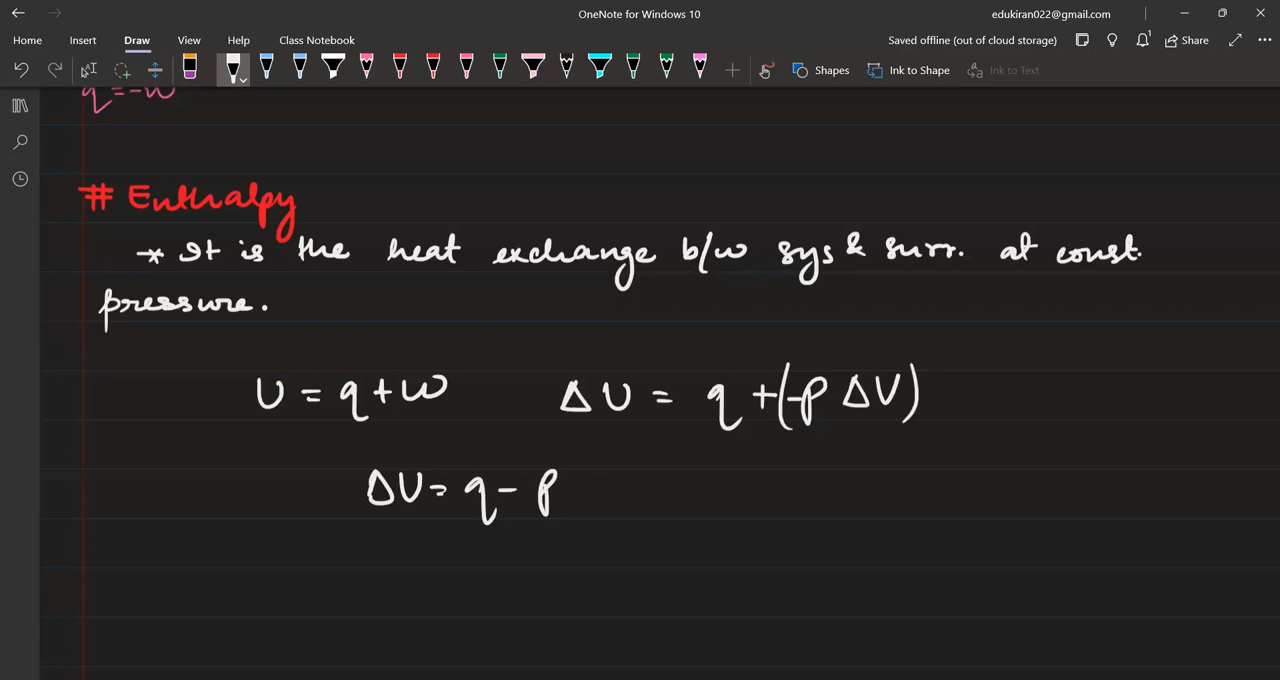 OneNote for Windows 10
edukiran022@gmail.com
Home Insert Draw View Help Class Notebook
Saved offline (out of cloud storage) Share
Shapes Ink to Shape Ink to Text
q = -w
# Enthalpy
* It is the heat exchange b/w sys & surr. at const.
pressure.
U = q + w ΔU = q + (-P ΔV)
ΔU = q - P